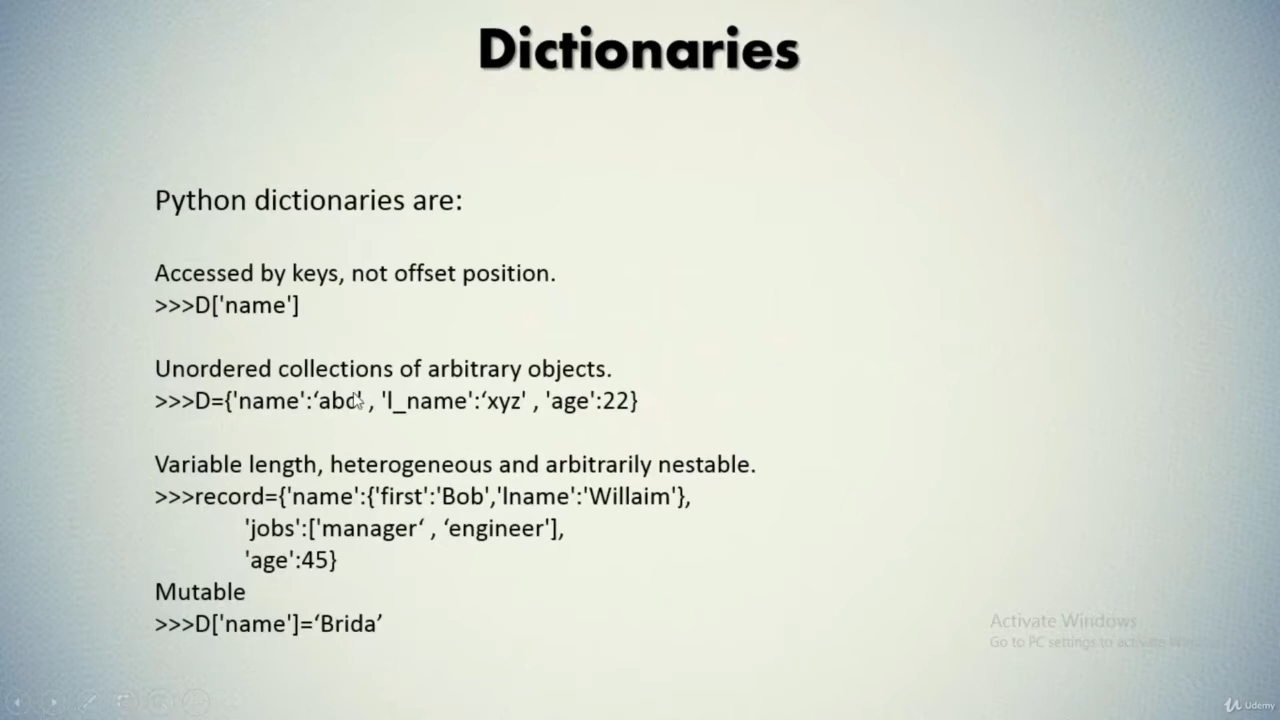 Dictionaries
Python dictionaries are:
Accessed by keys, not offset position.
>>>D['name']
Unordered collections of arbitrary objects.
>>>D={'name':‘abd' , 'l_name':‘xyz' , 'age':22}
Variable length, heterogeneous and arbitrarily nestable.
>>>record={'name':{'first':'Bob','lname':'Willaim'},
'jobs':['manager‘ , ‘engineer'],
'age':45}
Mutable
>>>D['name']=‘Brida’
Activate Windows
Go to PC settings to activate
Udemy